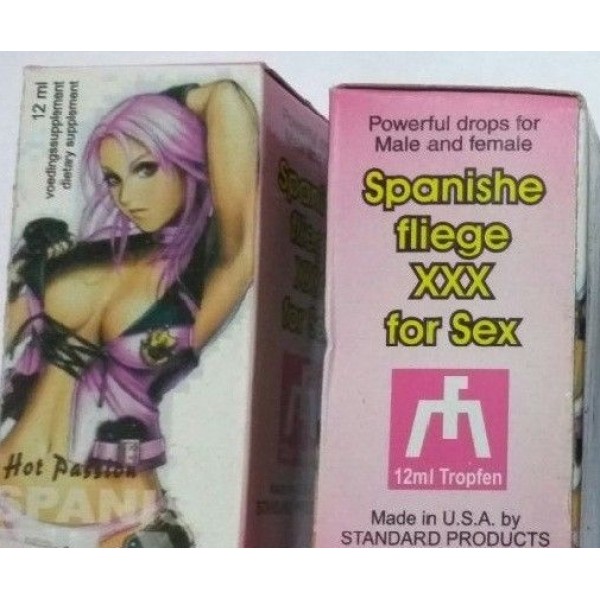 12 ml
voedingssupplement
dietary supplement
Hot Passion
SPANIS
Powerful drops for
Male and female
Spanishe
fliege
XXX
for Sex
12ml Tropfen
Made in U.S.A. by
STANDARD PRODUCTS